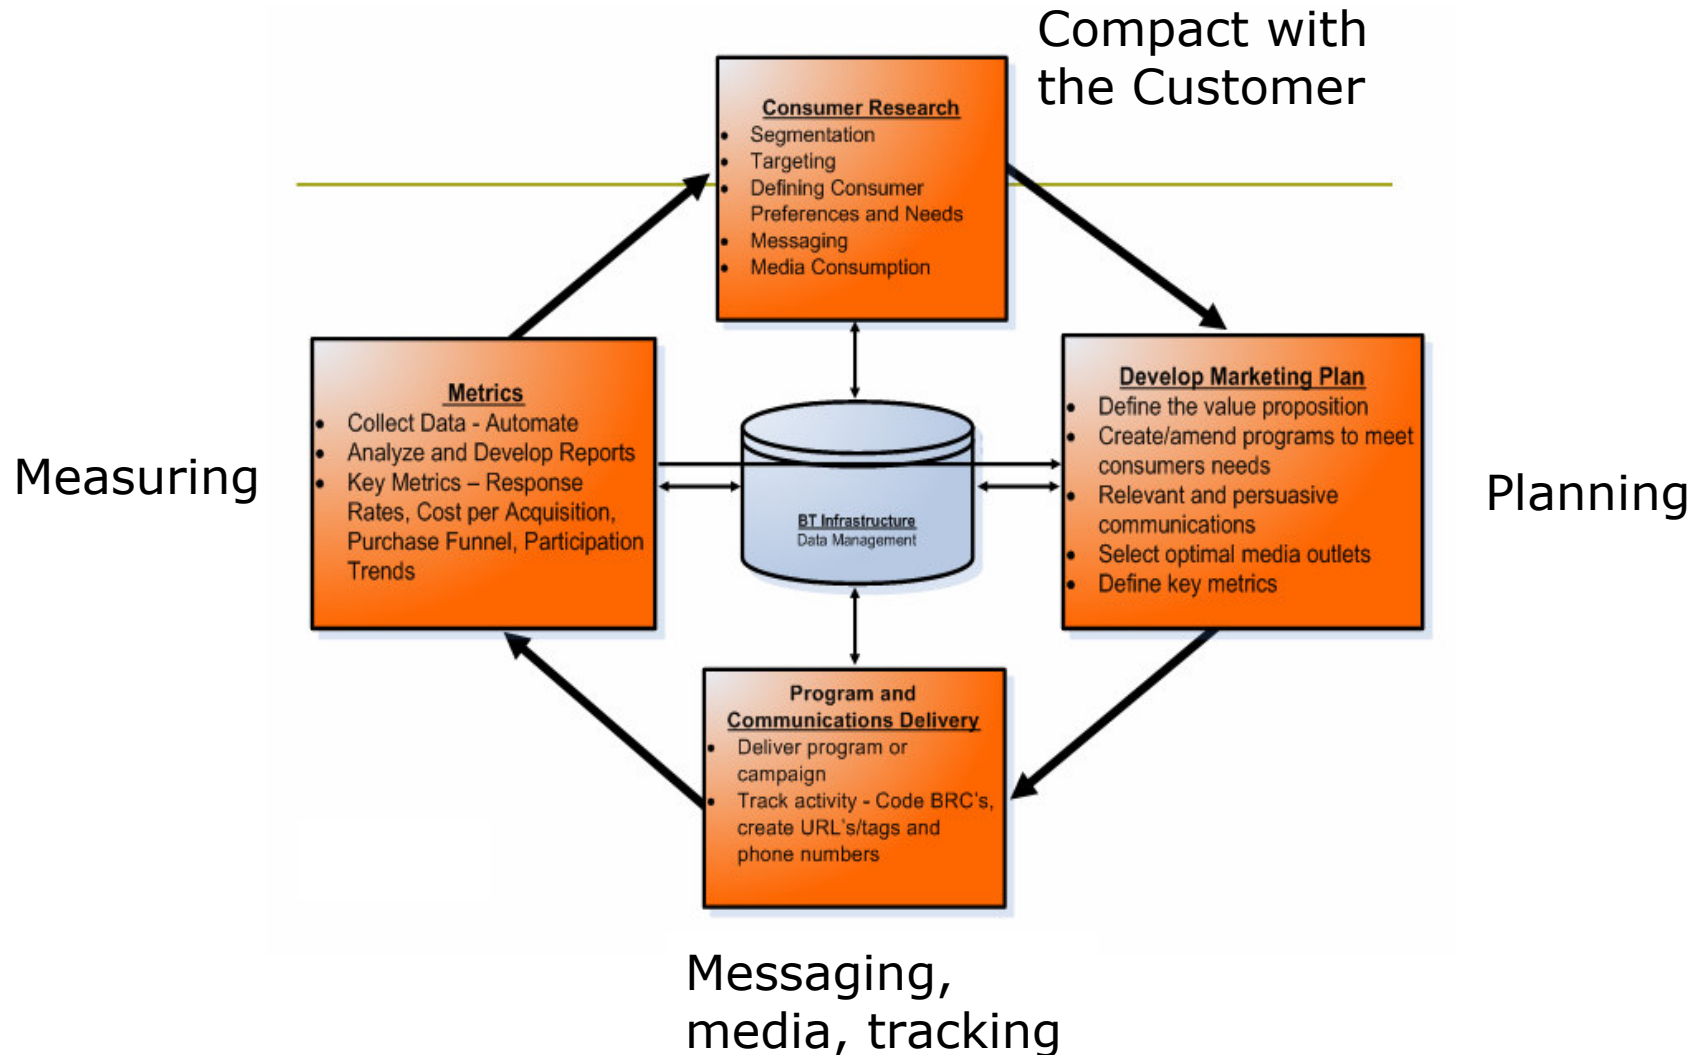 Compact with
the Customer
Consumer Research
• Segmentation
• Targeting
• Defining Consumer
Preferences and Needs
• Messaging
• Media Consumption
Measuring
Metrics
• Collect Data - Automate
• Analyze and Develop Reports
• Key Metrics – Response
Rates, Cost per Acquisition,
Purchase Funnel, Participation
Trends
BT Infrastructure
Data Management
Develop Marketing Plan
• Define the value proposition
• Create/amend programs to meet
consumers needs
• Relevant and persuasive
communications
• Select optimal media outlets
• Define key metrics
Planning
Program and
Communications Delivery
• Deliver program or
campaign
• Track activity - Code BRC's,
create URL's/tags and
phone numbers
Messaging,
media, tracking